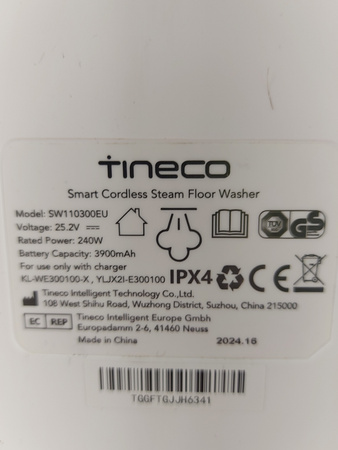 TINECO
Smart Cordless Steam Floor Washer
Model: SW110300EU
Voltage: 25.2V ⎓
Rated Power: 240W
Battery Capacity: 3900mAh
For use only with charger
KL-WE300100-X , YLJX2I-E300100
IPX4
CE
TÜV
GS
Tineco Intelligent Technology Co.,Ltd.
108 West Shihu Road, Wuzhong District, Suzhou, China 215000
EC REP
Tineco Intelligent Europe Gmbh
Europadamm 2-6, 41460 Neuss
Made in China
2024.16
TGGFTGJJH6341